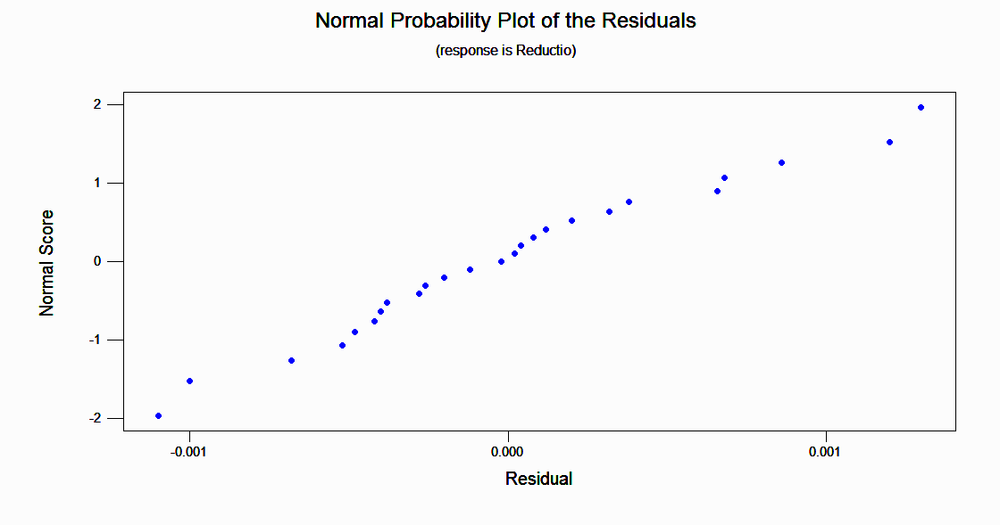 Normal Probability Plot of the Residuals
(response is Reductio)
2
1
0
-1
-2
Normal Score
-0.001
0.000
0.001
Residual